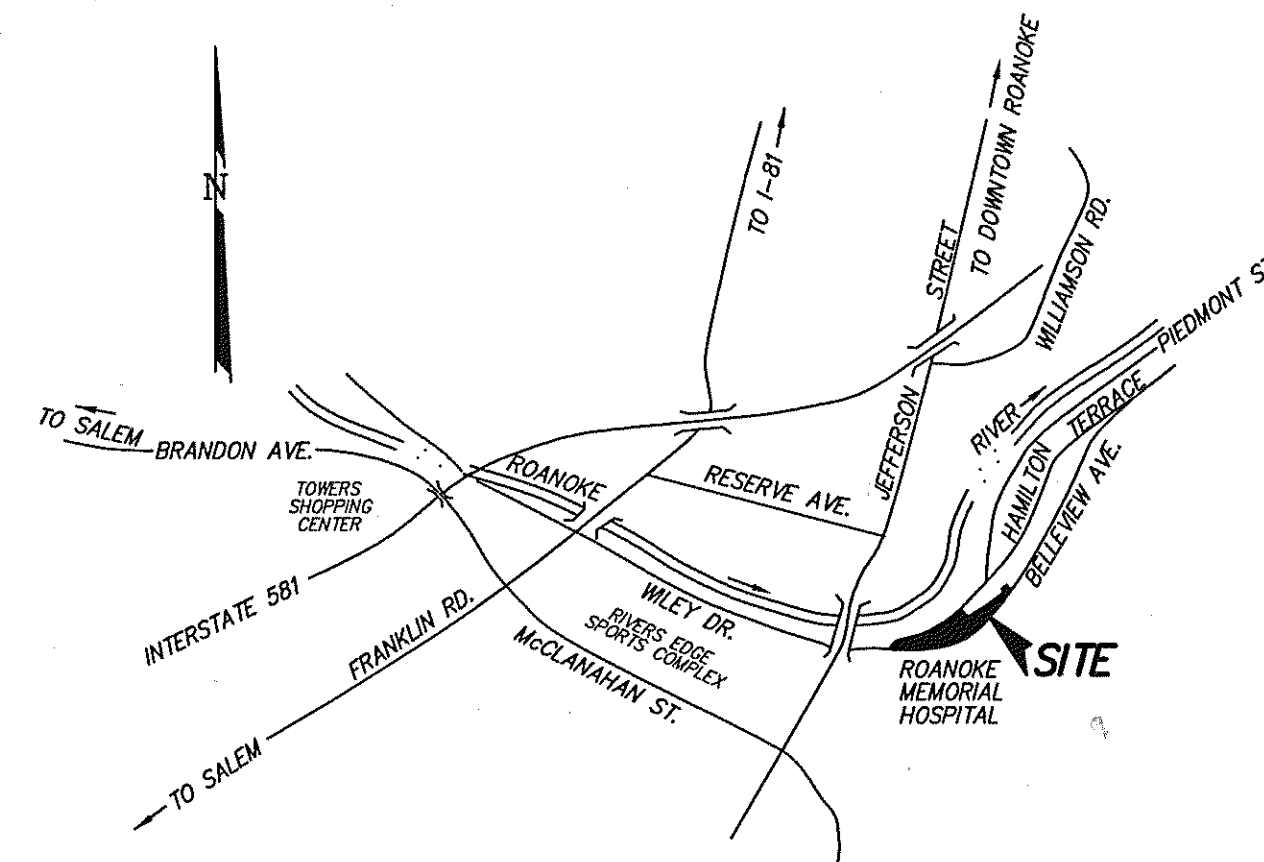 N
TO SALEM
BRANDON AVE.
TOWERS
SHOPPING
CENTER
INTERSTATE 581
FRANKLIN RD.
TO SALEM
TO I-81
ROANOKE
RESERVE AVE.
WILEY DR.
RIVERS EDGE
SPORTS COMPLEX
McCLANAHAN ST.
JEFFERSON
STREET
TO DOWNTOWN ROANOKE
WILLIAMSON RD.
RIVER
PIEDMONT
HAMILTON
TERRACE
BELLEVIEW AVE.
SITE
ROANOKE
MEMORIAL
HOSPITAL